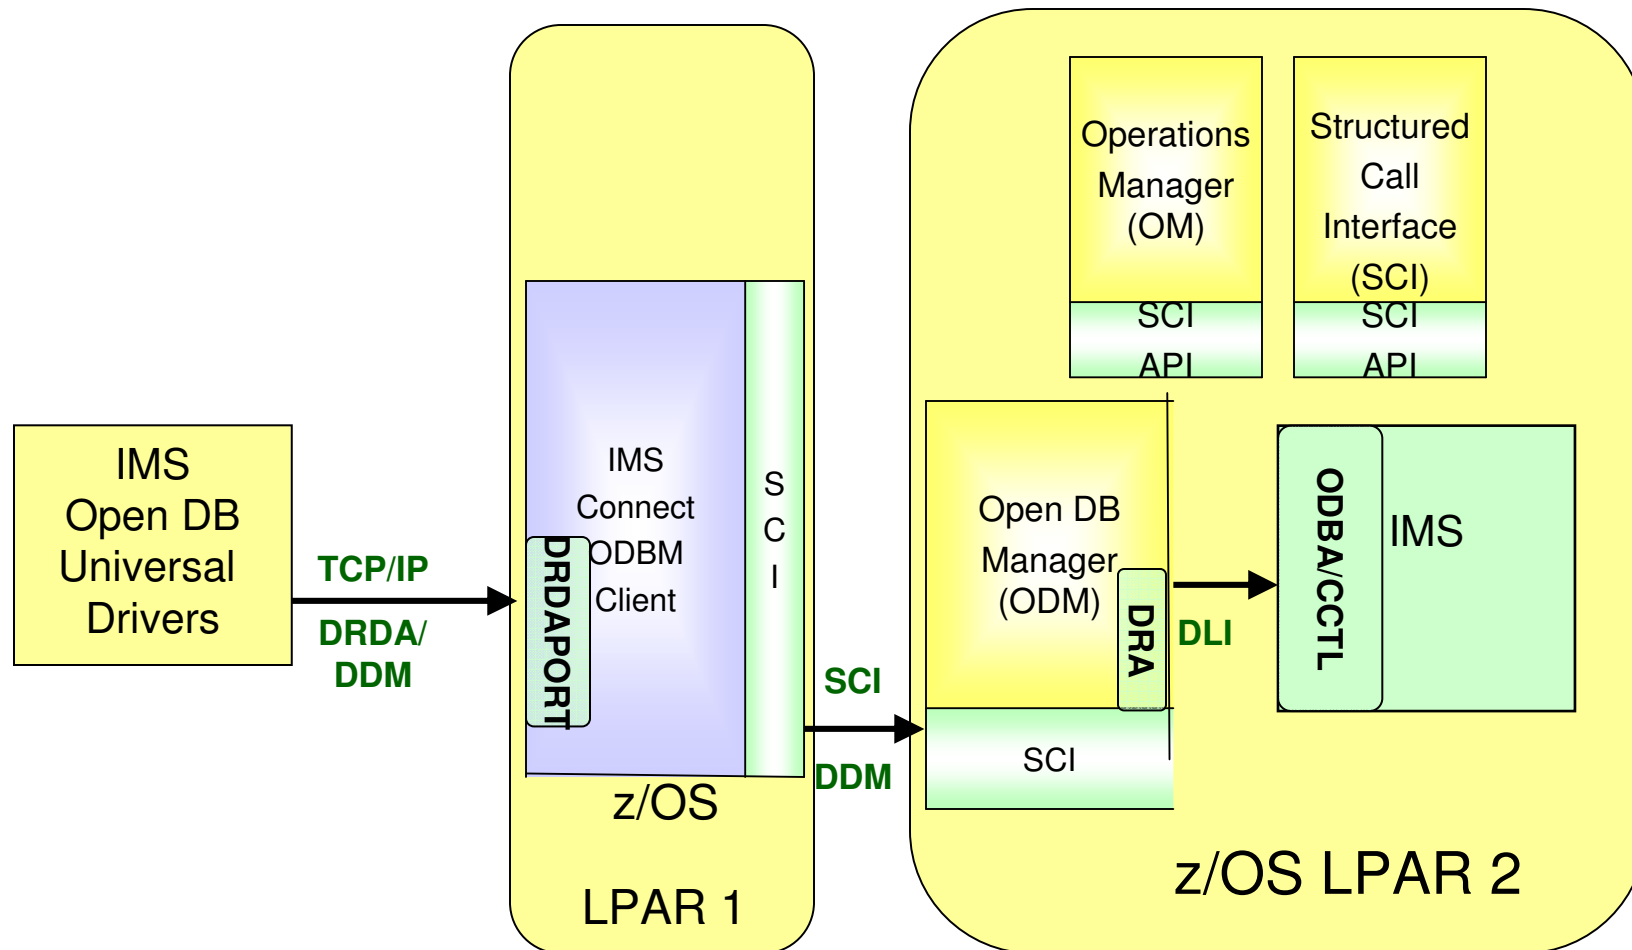 IMS
Open DB
Universal
Drivers
TCP/IP
DRDA/
DDM
DRDAPORT
IMS
Connect
ODBM
Client
S
C
I
z/OS
LPAR 1
SCI
DDM
Operations
Manager
(OM)
SCI
API
Structured
Call
Interface
(SCI)
SCI
API
Open DB
Manager
(ODM)
DRA
SCI
DLI
ODBA/CCTL
IMS
z/OS LPAR 2